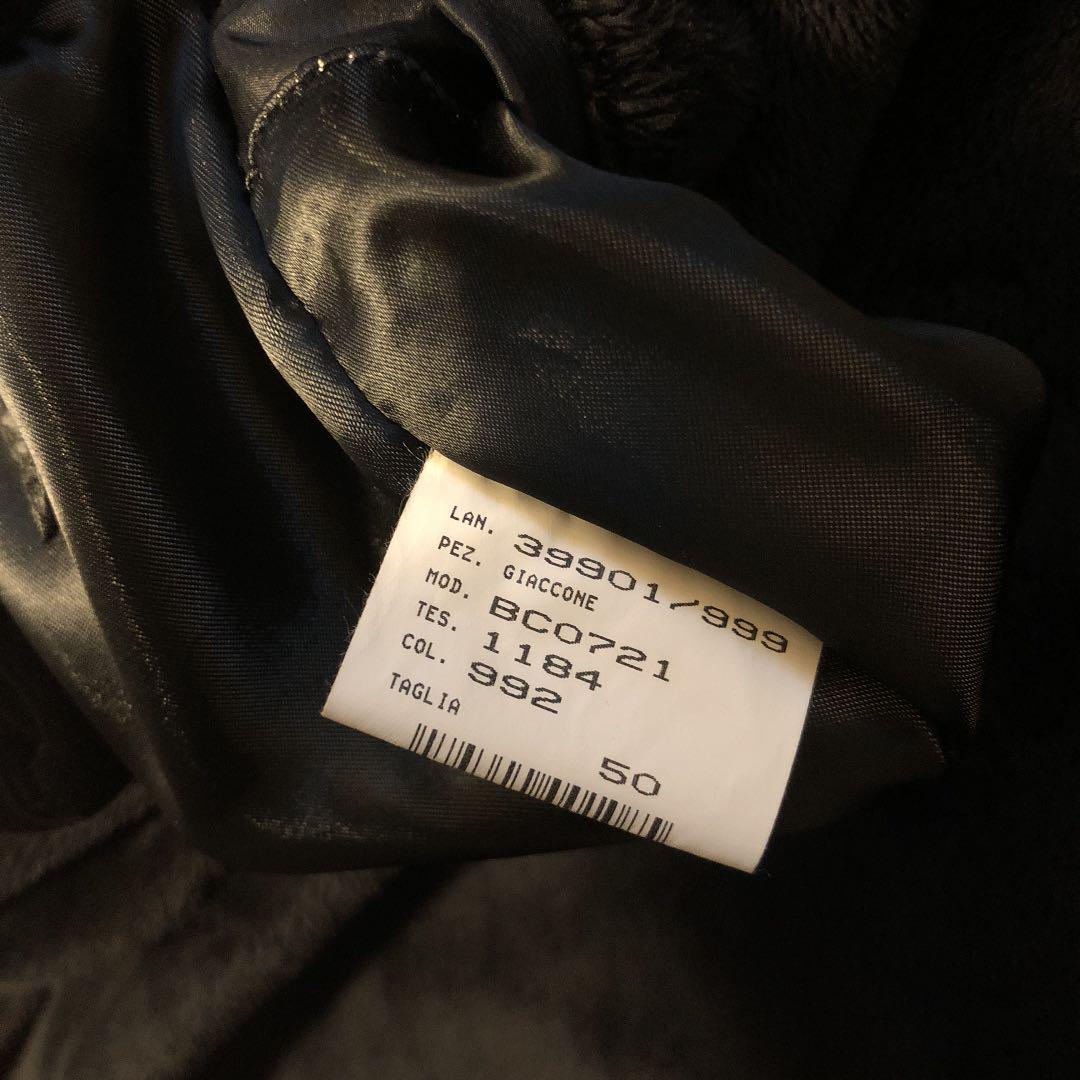 LAN. 39901/999
PEZ. GIACCONE
MOD. BC0721
TES. 1184
COL. 992
TAGLIA 50